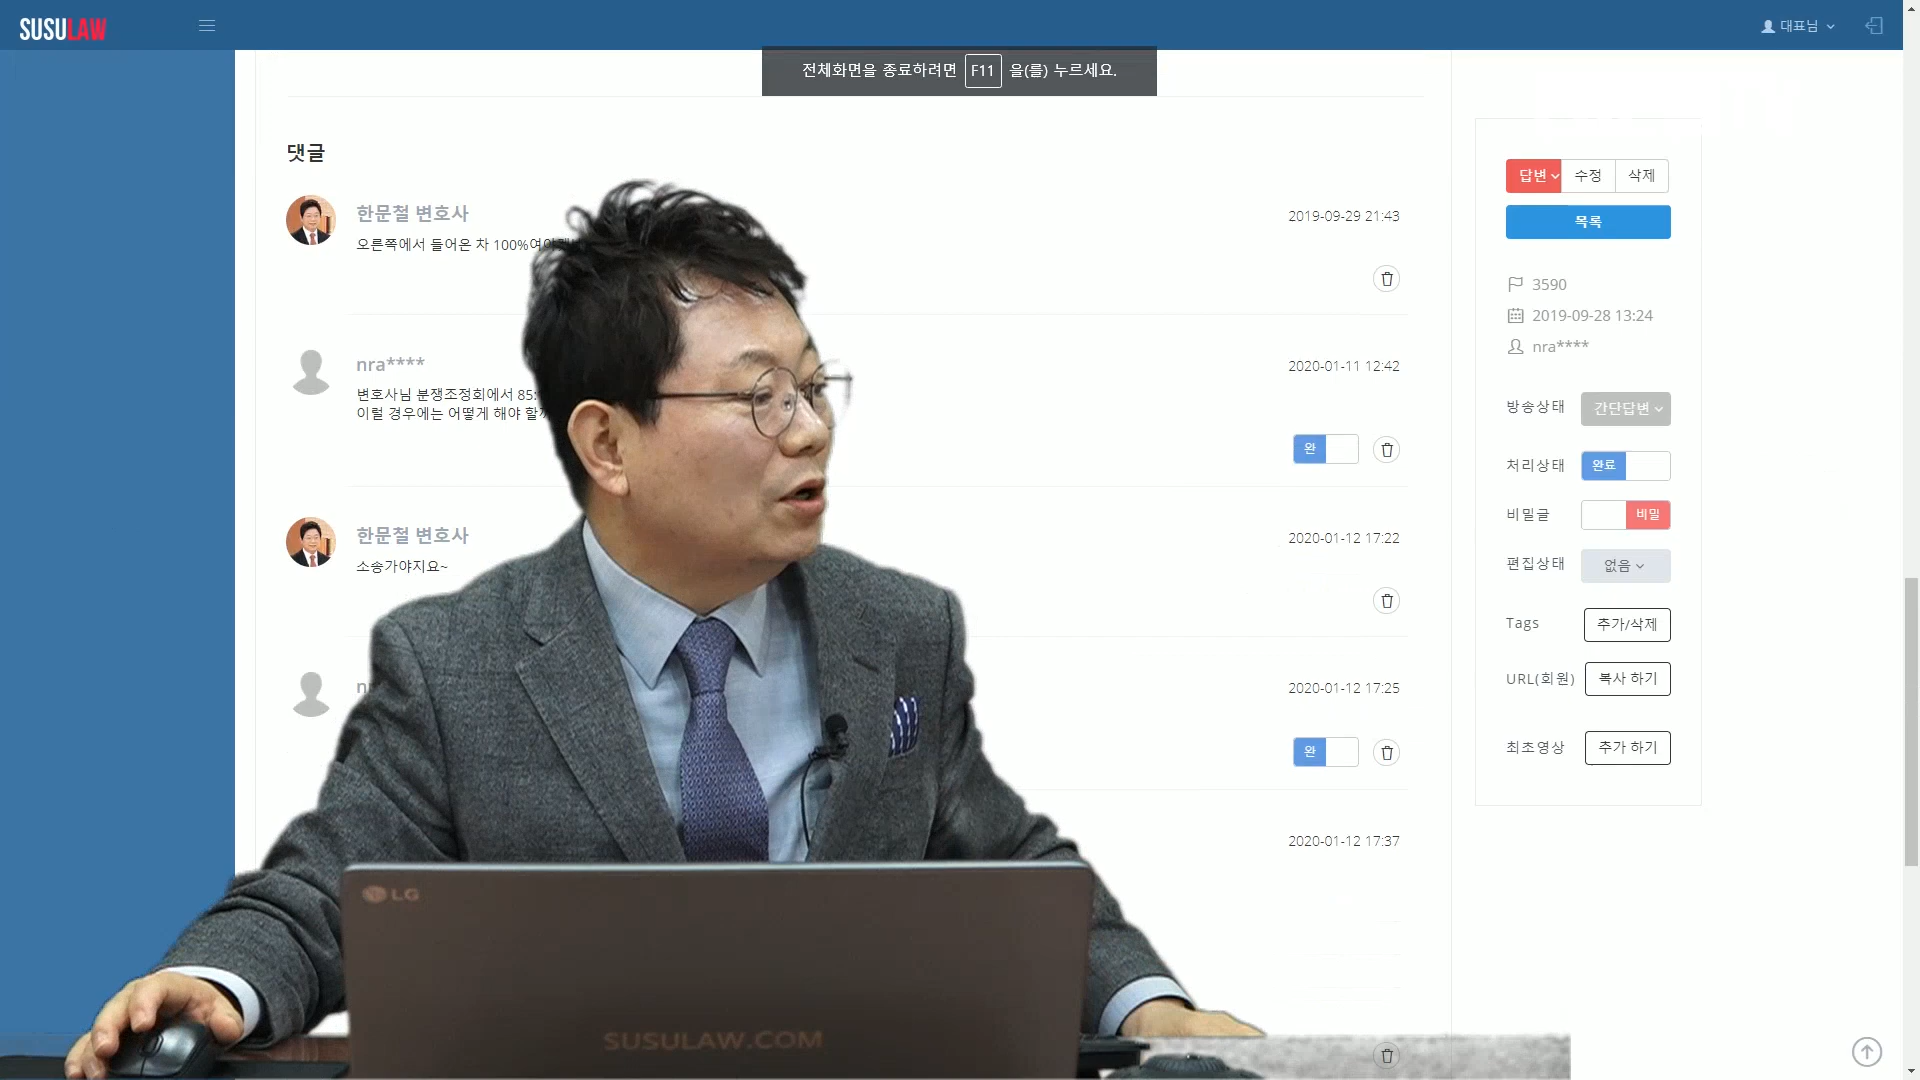 SUSULAW
대표님
전체화면을 종료하려면 F11 을(를) 누르세요.
댓글
한문철 변호사
2019-09-29 21:43
오른쪽에서 들어온 차 100%여야
nra****
2020-01-11 12:42
변호사님 분쟁조정회에서 85:
이럴 경우에는 어떻게 해야 할
완
한문철 변호사
2020-01-12 17:22
소송가야지요~
2020-01-12 17:25
완
2020-01-12 17:37
답변 수정 삭제
목록
3590
2019-09-28 13:24
nra****
방송상태 간단답변
처리상태 완료
비밀글 비밀
편집상태 없음
Tags 추가/삭제
URL(회원) 복사 하기
최초영상 추가 하기
LG
SUSULAW.COM